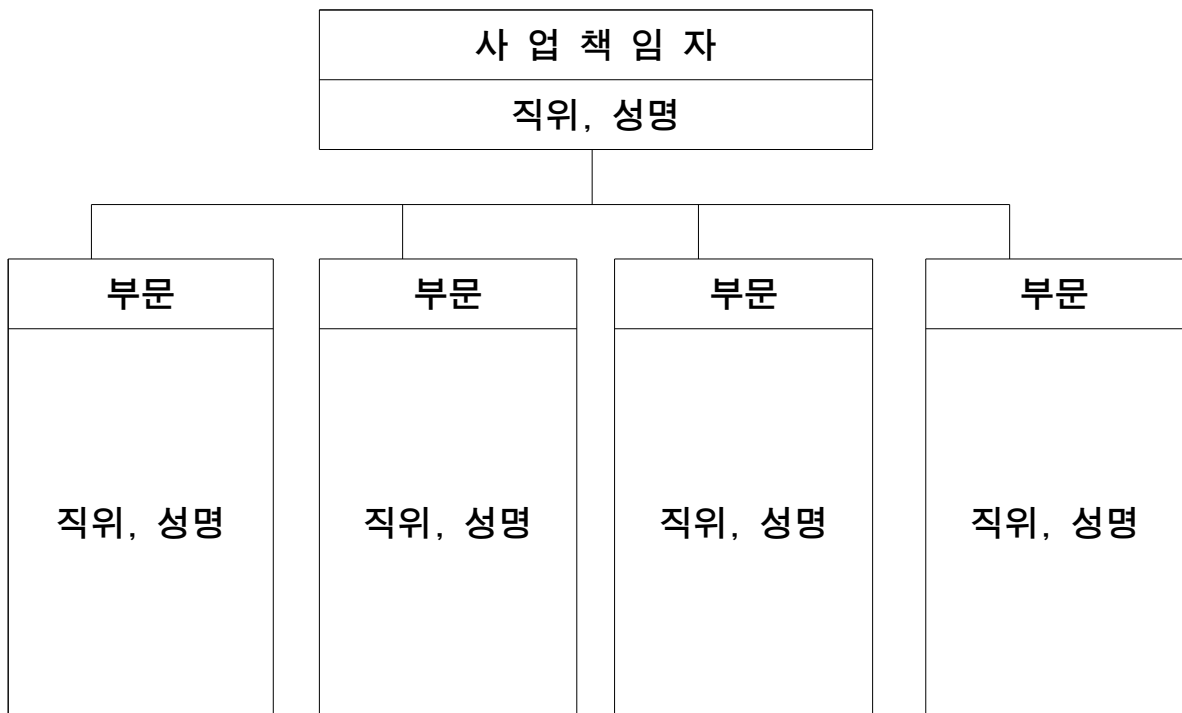 사 업 책 임 자
직위, 성명
부문 부문 부문 부문
직위, 성명 직위, 성명 직위, 성명 직위, 성명